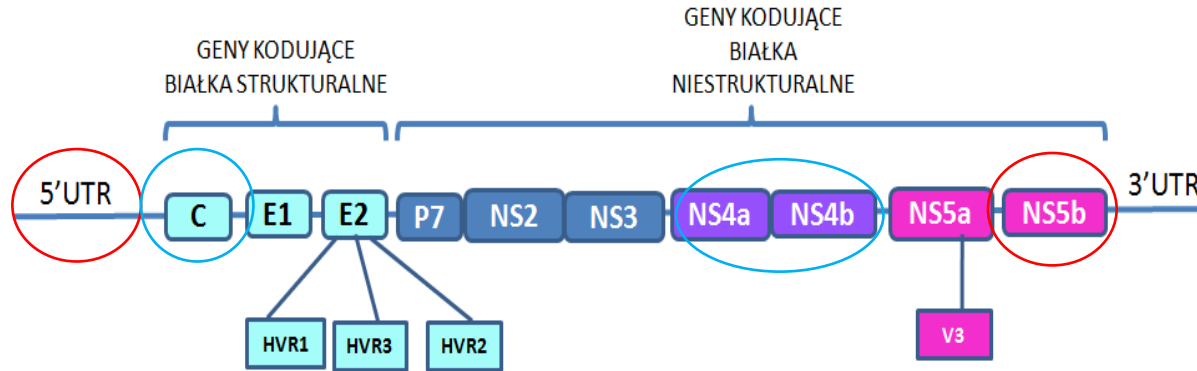 GENY KODUJĄCE
BIAŁKA STRUKTURALNE
GENY KODUJĄCE
BIAŁKA
NIESTRUKTURALNE
5’UTR
C
E1
E2
P7
NS2
NS3
NS4a
NS4b
NS5a
NS5b
3’UTR
HVR1
HVR3
HVR2
V3